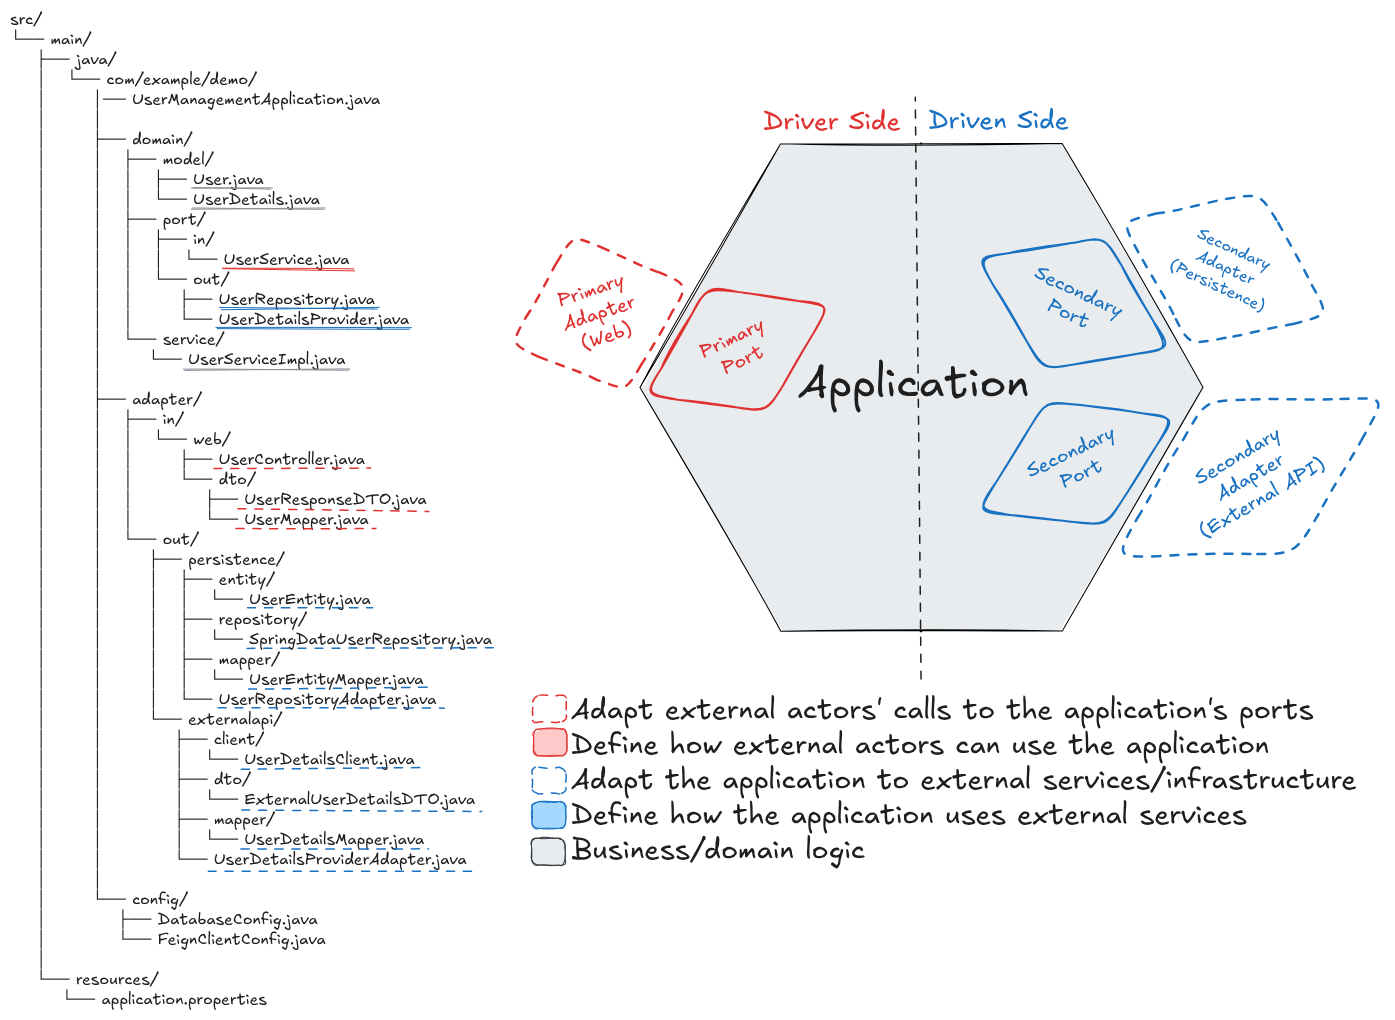 src/
main/
java/
com/example/demo/
UserManagementApplication.java
domain/
model/
User.java
UserDetails.java
port/
in/
UserService.java
out/
UserRepository.java
UserDetailsProvider.java
service/
UserServiceImpl.java
adapter/
in/
web/
UserController.java
dto/
UserResponseDTO.java
UserMapper.java
out/
persistence/
entity/
UserEntity.java
repository/
SpringDataUserRepository.java
mapper/
UserEntityMapper.java
UserRepositoryAdapter.java
externalapi/
client/
UserDetailsClient.java
dto/
ExternalUserDetailsDTO.java
mapper/
UserDetailsMapper.java
UserDetailsProviderAdapter.java
config/
DatabaseConfig.java
FeignClientConfig.java
resources/
application.properties
Driver Side
Driven Side
Primary
Adapter
(Web)
Primary
Port
Application
Secondary
Port
Secondary
Adapter
(Persistence)
Secondary
Port
Secondary
Adapter
(External API)
Adapt external actors' calls to the application's ports
Define how external actors can use the application
Adapt the application to external services/infrastructure
Define how the application uses external services
Business/domain logic